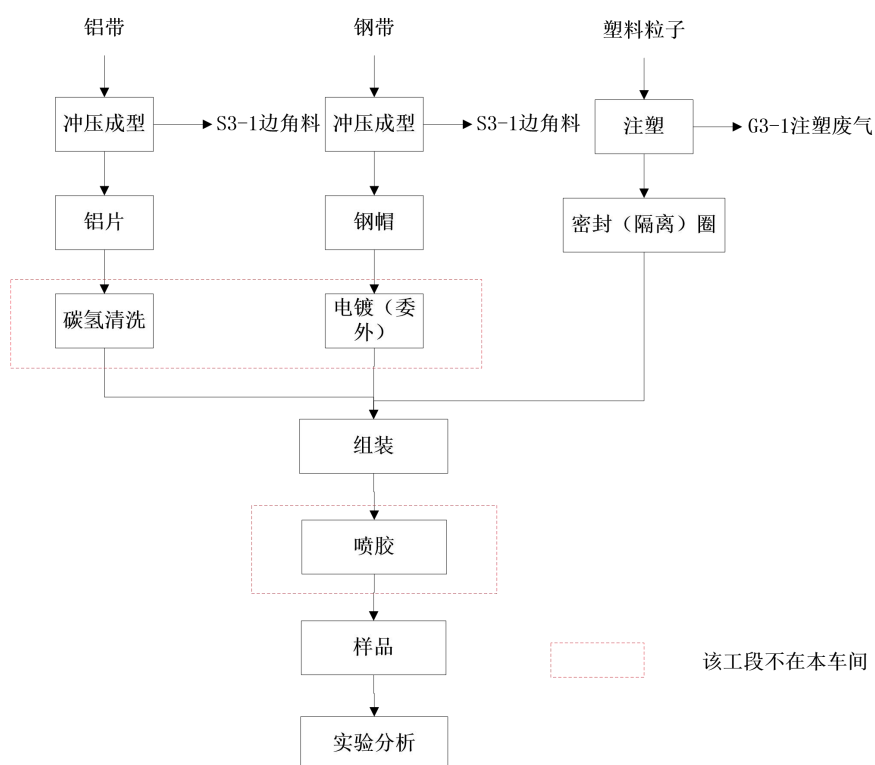 铝带
钢带
塑料粒子
冲压成型
S3-1边角料
冲压成型
S3-1边角料
注塑
G3-1注塑废气
铝片
钢帽
密封（隔离）圈
碳氢清洗
电镀（委
外）
组装
喷胶
样品
该工段不在本车间
实验分析